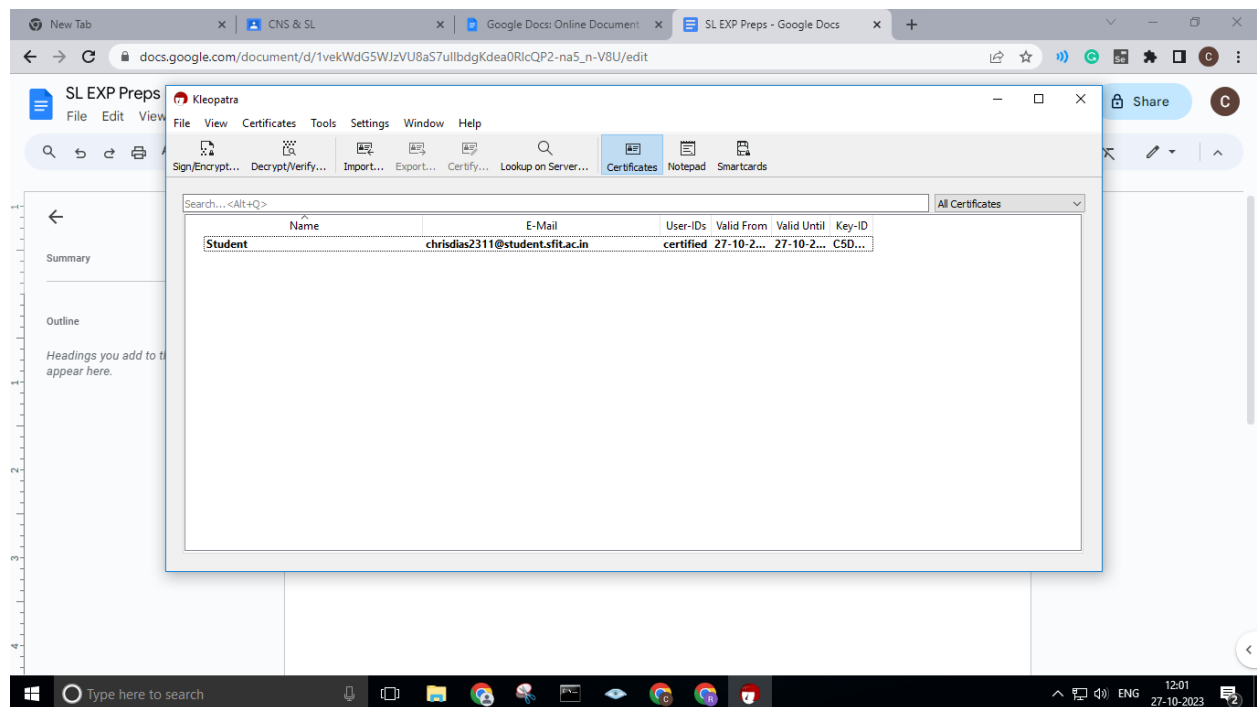 New Tab
CNS & SL
Google Docs: Online Document
SL EXP Preps - Google Docs
docs.google.com/document/d/1vekWdG5WJzVU8aS7ullbdgKdea0RlcQP2-na5_n-V8U/edit
SL EXP Preps
File Edit View
Share
C
Kleopatra
File View Certificates Tools Settings Window Help
Sign/Encrypt... Decrypt/Verify... Import... Export... Certify... Lookup on Server... Certificates Notepad Smartcards
Search...<Alt+Q>
All Certificates
Name E-Mail User-IDs Valid From Valid Until Key-ID
Student chrisdias2311@student.sfit.ac.in certified 27-10-2... 27-10-2... C5D...
Summary
Outline
Headings you add to t
appear here.
Type here to search
ENG
12:01
27-10-2023